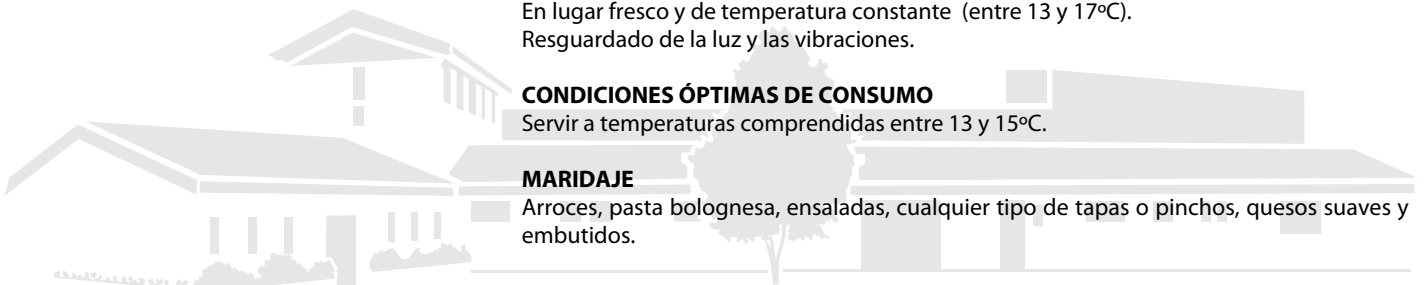 En lugar fresco y de temperatura constante (entre 13 y 17ºC).
Resguardado de la luz y las vibraciones.
CONDICIONES ÓPTIMAS DE CONSUMO
Servir a temperaturas comprendidas entre 13 y 15ºC.
MARIDAJE
Arroces, pasta bolognesa, ensaladas, cualquier tipo de tapas o pinchos, quesos suaves y
embutidos.